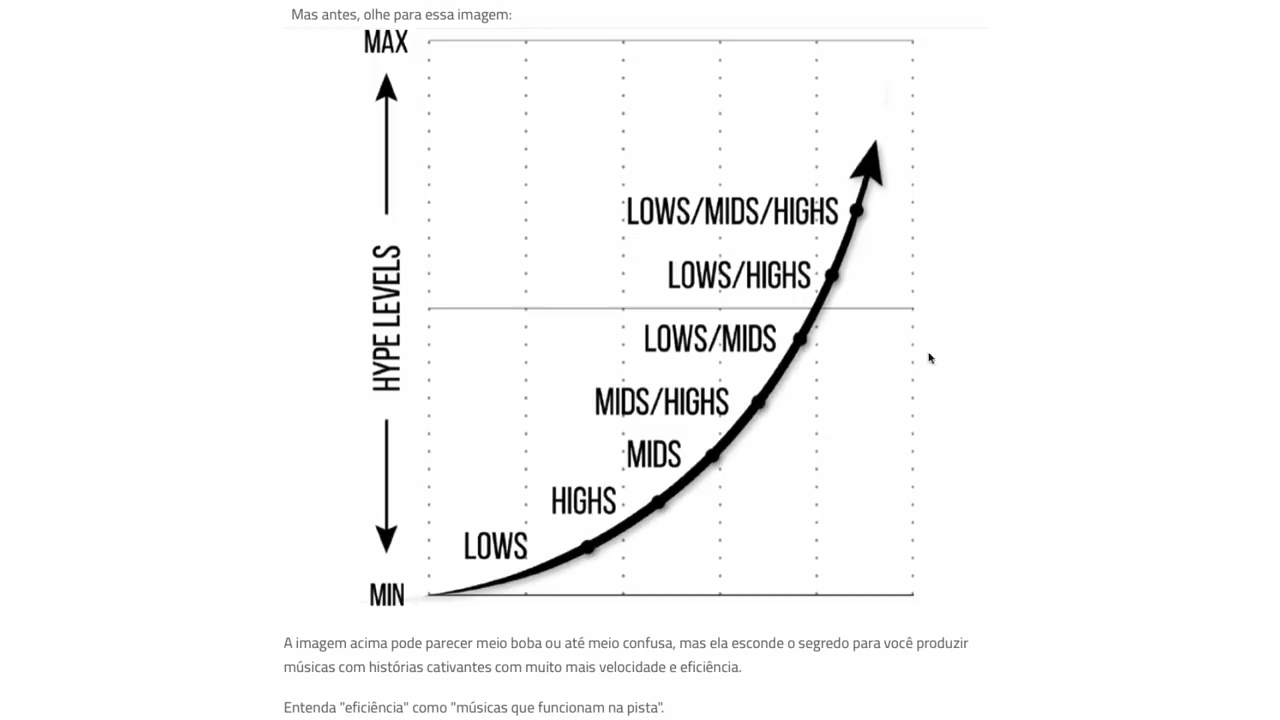 Mas antes, olhe para essa imagem:
MAX
LOWS/MIDS/HIGHS
LOWS/HIGHS
HYPE LEVELS
LOWS/MIDS
MIDS/HIGHS
MIDS
HIGHS
LOWS
MIN
A imagem acima pode parecer meio boba ou até meio confusa, mas ela esconde o segredo para você produzir
músicas com histórias cativantes com muito mais velocidade e eficiência.
Entenda "eficiência" como "músicas que funcionam na pista".